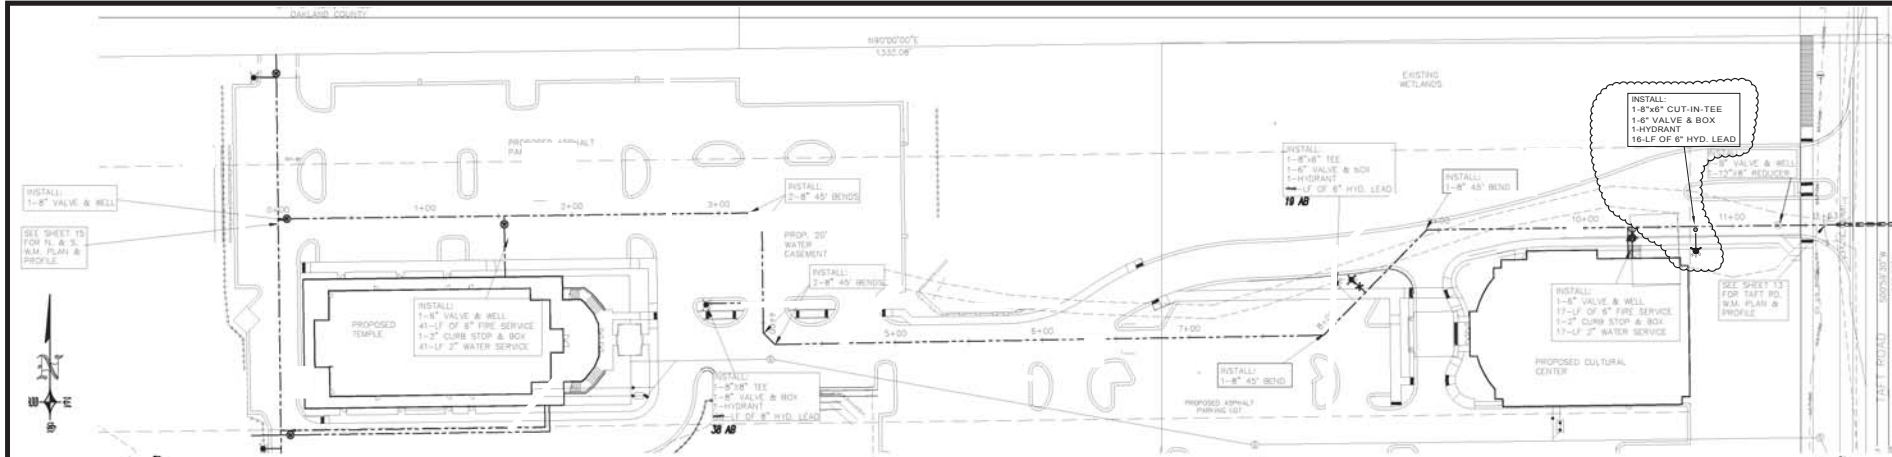 OAKLAND COUNTY
N90°00'00"E
1,332.08'
EXISTING
WETLANDS
INSTALL:
1-8"x6" CUT-IN-TEE
1-6" VALVE & BOX
1-HYDRANT
16-LF OF 6" HYD. LEAD
PROPOSED ASPHALT
INSTALL:
1-8"x6" TEE
1-6" VALVE & BOX
1-HYDRANT
LF OF 6" HYD. LEAD
19 AB
1-8" VALVE & WELL
1-12"x8" REDUCER
INSTALL:
1-8" 45° BEND
INSTALL:
1-8" VALVE & WELL
INSTALL:
2-8" 45° BENDS
0+00
1+00
2+00
3+00
10+00
11+00
SEE SHEET 15
FOR N. & S.
W.M. PLAN &
PROFILE
PROP. 20'
WATER
EASEMENT
INSTALL:
2-8" 45° BENDS
4+00
5+00
6+00
7+00
PROPOSED
TEMPLE
INSTALL:
1-8" VALVE & WELL
41-LF OF 8" FIRE SERVICE
1-2" CURB STOP & BOX
41-LF 2" WATER SERVICE
INSTALL:
1-6" VALVE & WELL
17-LF OF 6" FIRE SERVICE
1-2" CURB STOP & BOX
17-LF 2" WATER SERVICE
SEE SHEET 13
FOR TAFT RD.
W.M. PLAN &
PROFILE
TAFT ROAD
PROPOSED CULTURAL
CENTER
INSTALL:
1-8" 45° BEND
INSTALL:
1-8"x8" TEE
1-8" VALVE & BOX
1-HYDRANT
LF OF 8" HYD. LEAD
38 AB
PROPOSED ASPHALT
PARKING LOT